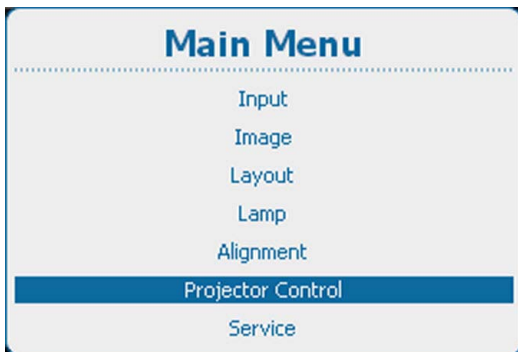 Main Menu
Input
Image
Layout
Lamp
Alignment
Projector Control
Service